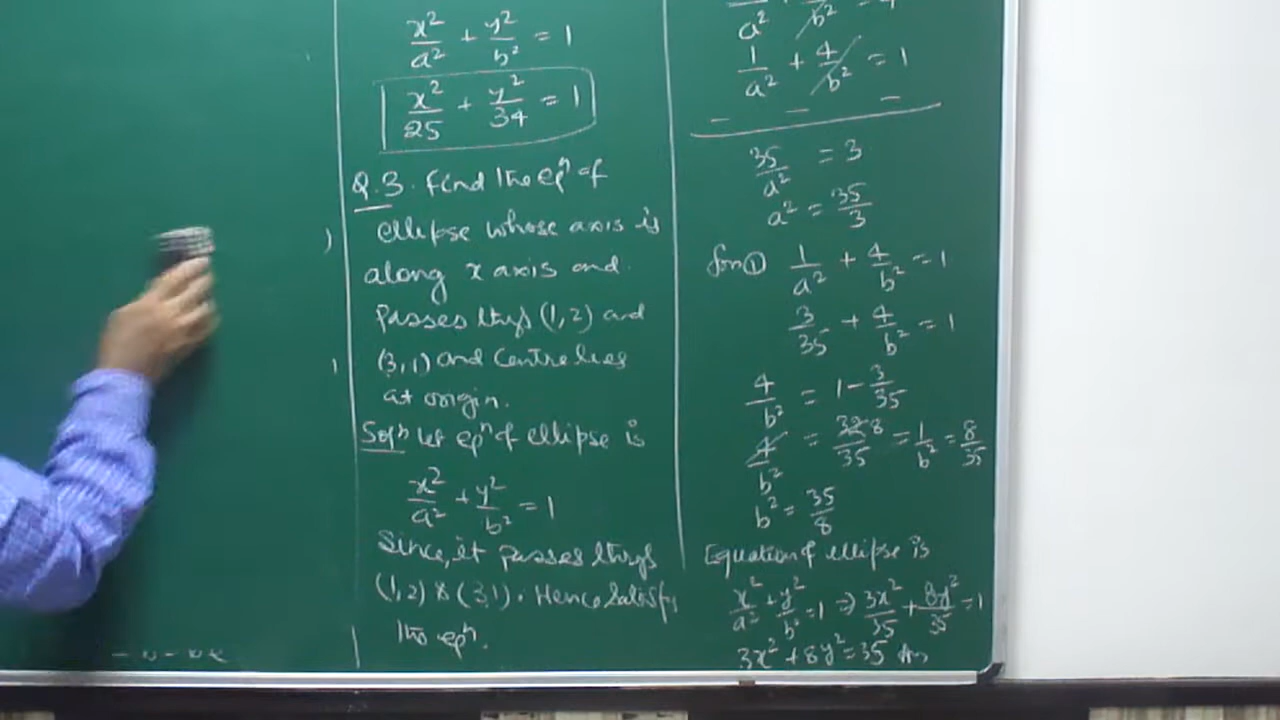 x²/a² + y²/b² = 1
x²/25 + y²/34 = 1
Q.3. Find the eqⁿ of
ellipse whose axis is
along x axis and
passes thrgh (1,2) and
(3,1) and centre lies
at origin.
Solⁿ Let eqⁿ of ellipse is
x²/a² + y²/b² = 1
Since, it passes thrgh
(1,2) & (3,1). Hence satisfy
the eqⁿ.
1/a² + 4/b² = 1
35/a² = 3
a² = 35/3
from ① 1/a² + 4/b² = 1
3/35 + 4/b² = 1
4/b² = 1 - 3/35
4/b² = 32 8/35 = 1/b² = 8/35
b² = 35/8
Equation of ellipse is
x²/a² + y²/b² = 1 ⇒ 3x²/35 + 8y²/35 = 1
3x² + 8y² = 35 Ans